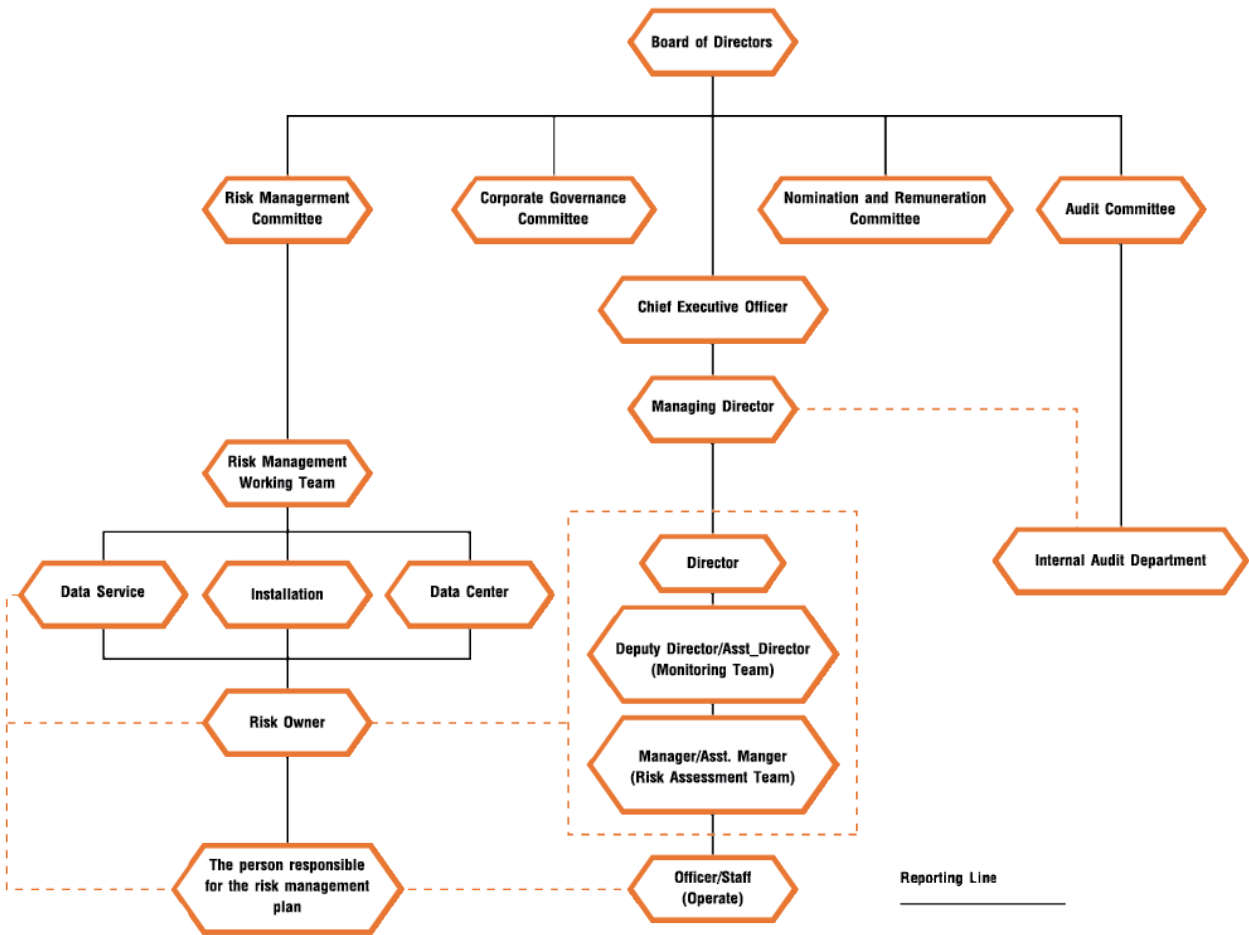 Board of Directors
Risk Managerment
Committee
Corporate Governance
Committee
Nomination and Remuneration
Committee
Audit Committee
Chief Executive Officer
Managing Director
Risk Management
Working Team
Internal Audit Department
Director
Data Service
Installation
Data Center
Deputy Director/Asst_Director
(Monitoring Team)
Risk Owner
Manager/Asst. Manger
(Risk Assessment Team)
The person responsible
for the risk management
plan
Officer/Staff
(Operate)
Reporting Line